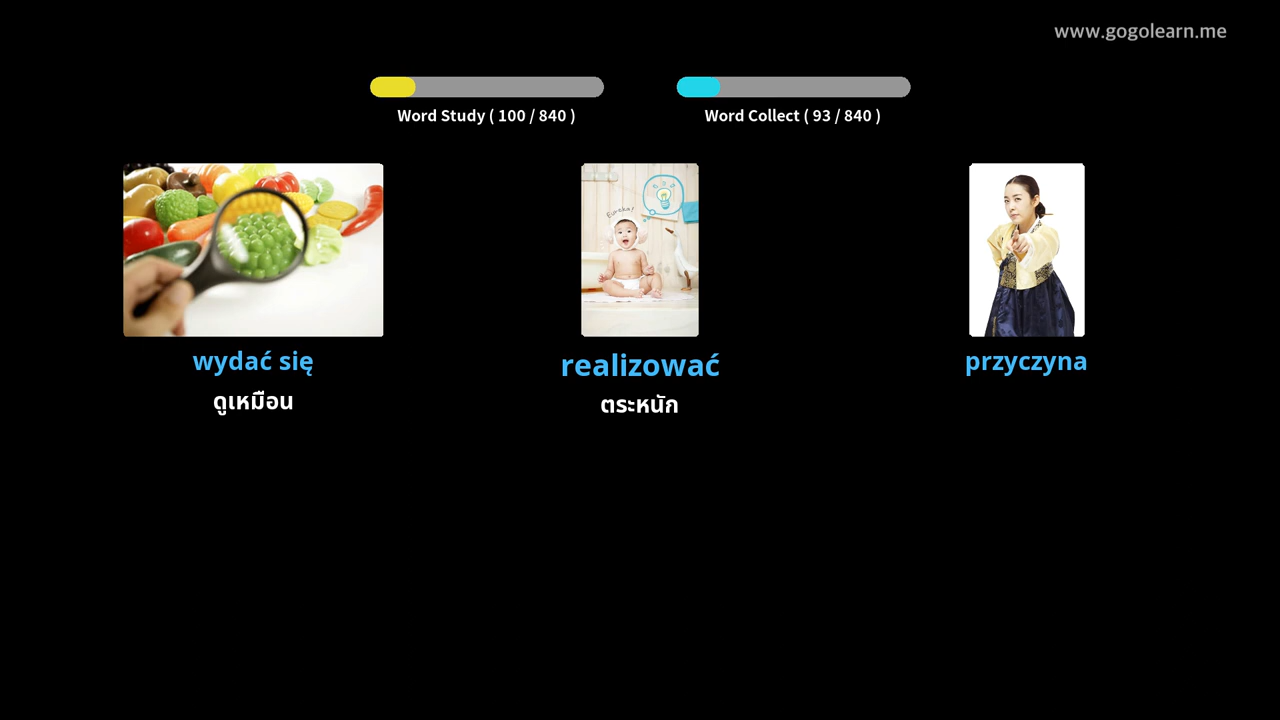 www.gogolearn.me
Word Study ( 100 / 840 )
Word Collect ( 93 / 840 )
Eureka!
wydać się
realizować
przyczyna
ดูเหมือน
ตระหนัก